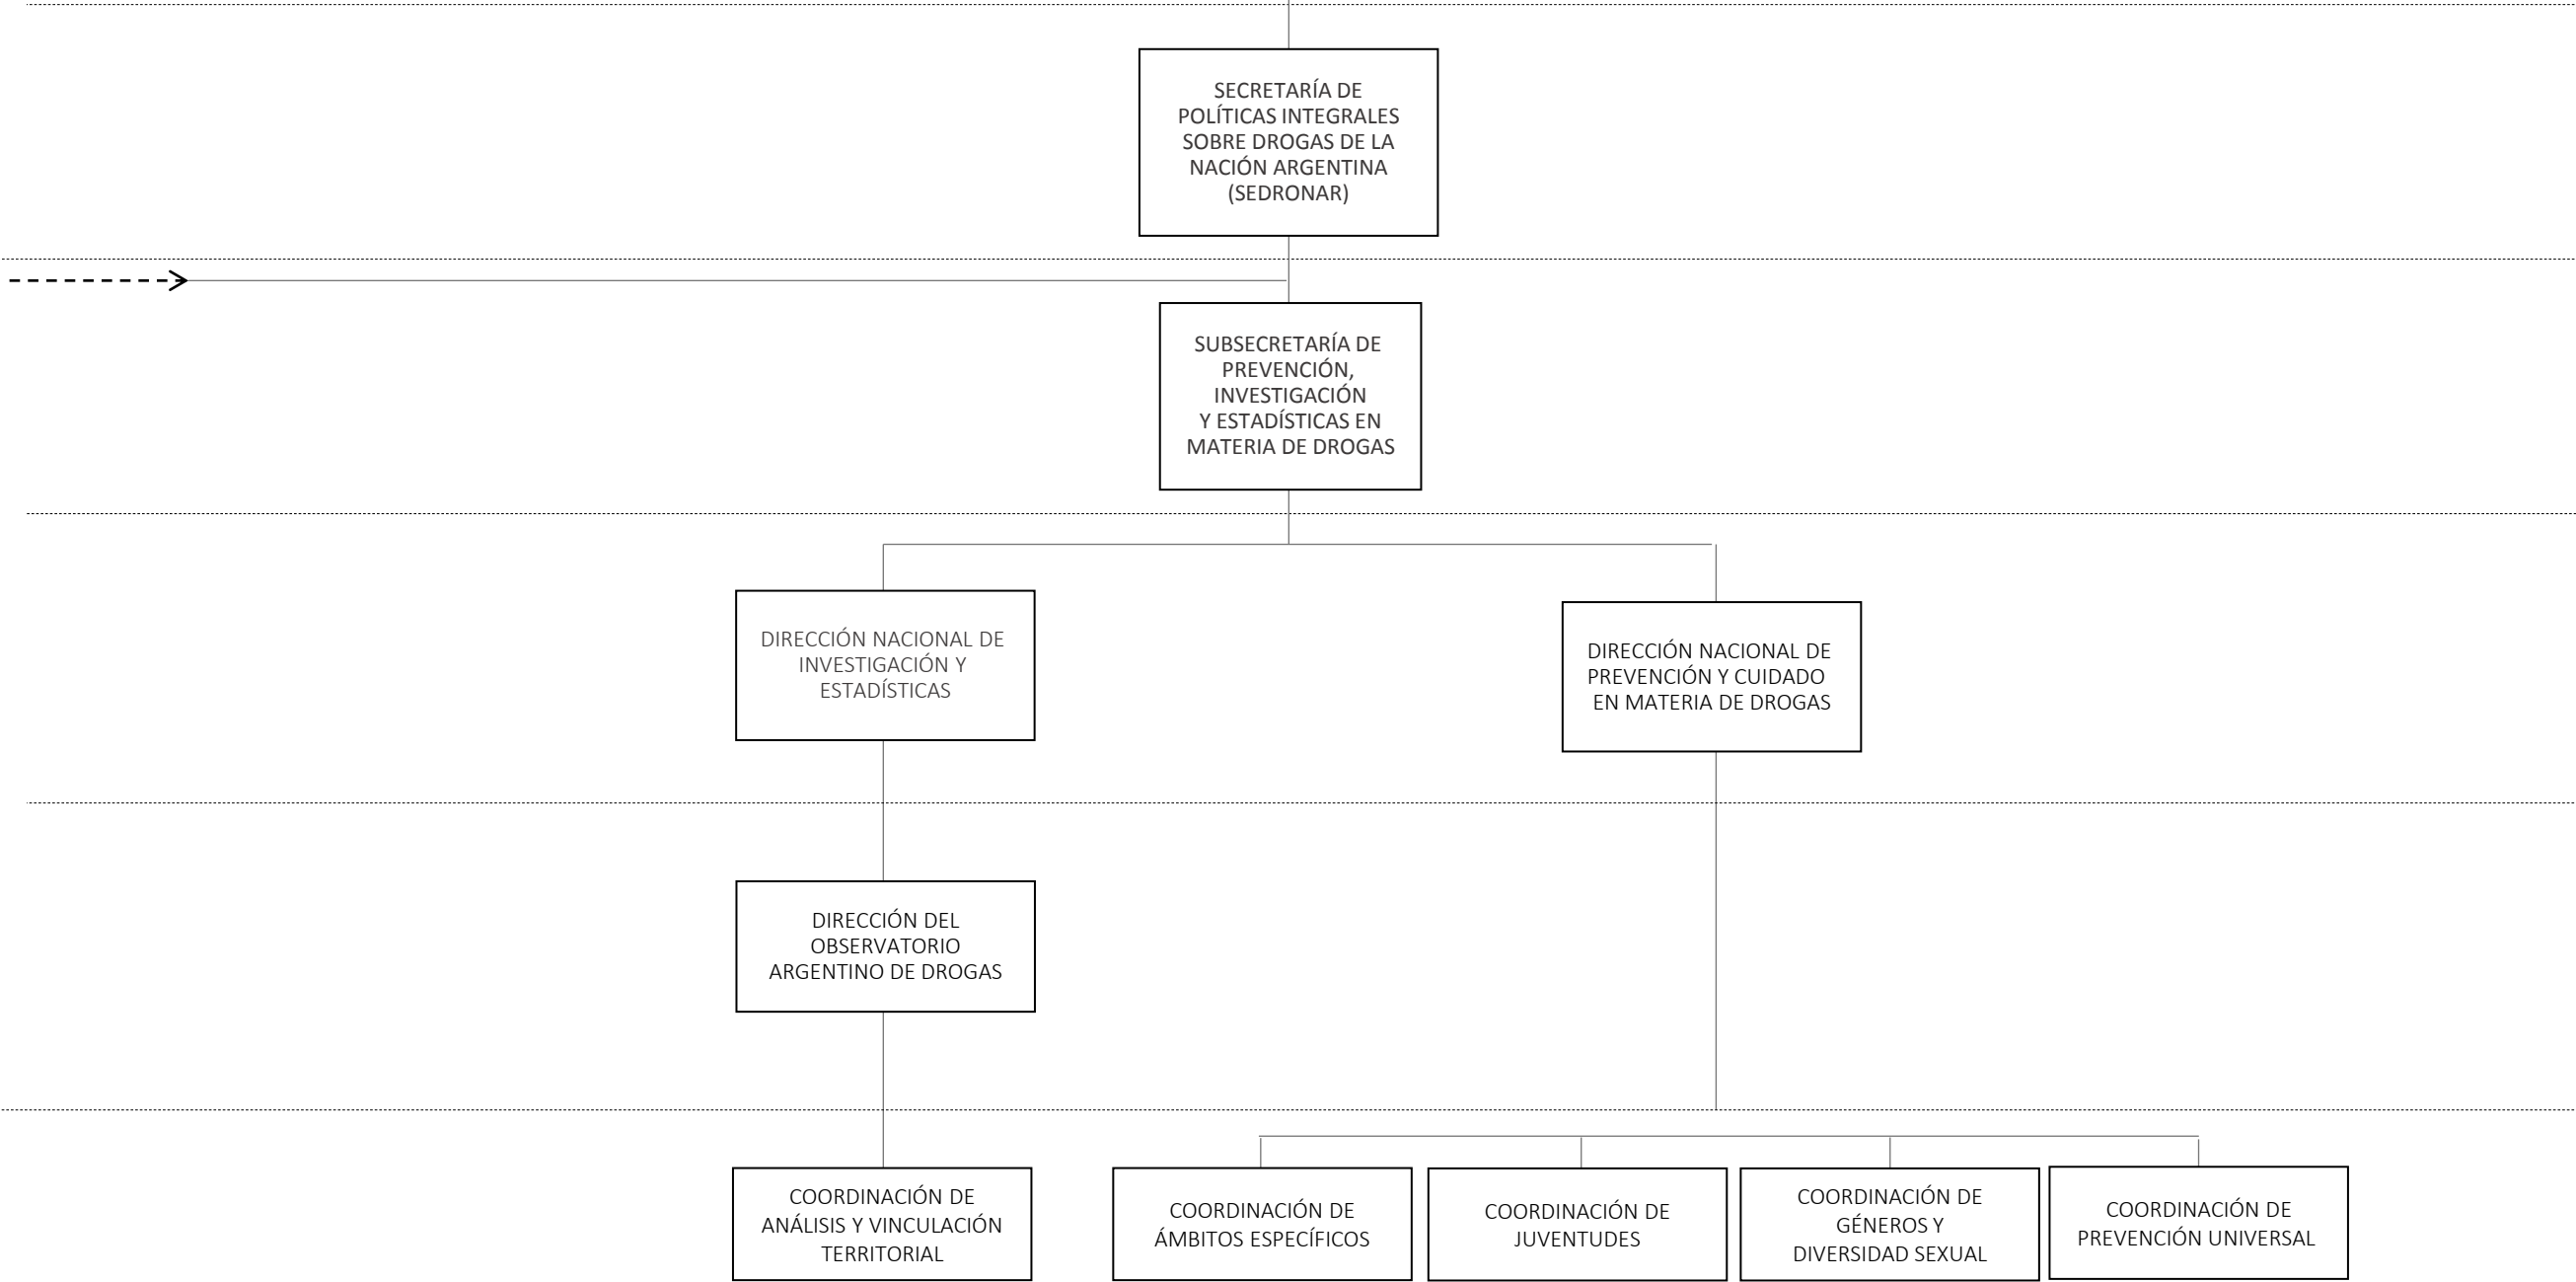 SECRETARÍA DE
POLÍTICAS INTEGRALES
SOBRE DROGAS DE LA
NACIÓN ARGENTINA
(SEDRONAR)
SUBSECRETARÍA DE
PREVENCIÓN,
INVESTIGACIÓN
Y ESTADÍSTICAS EN
MATERIA DE DROGAS
DIRECCIÓN NACIONAL DE
INVESTIGACIÓN Y
ESTADÍSTICAS
DIRECCIÓN NACIONAL DE
PREVENCIÓN Y CUIDADO
EN MATERIA DE DROGAS
DIRECCIÓN DEL
OBSERVATORIO
ARGENTINO DE DROGAS
COORDINACIÓN DE
ANÁLISIS Y VINCULACIÓN
TERRITORIAL
COORDINACIÓN DE
ÁMBITOS ESPECÍFICOS
COORDINACIÓN DE
JUVENTUDES
COORDINACIÓN DE
GÉNEROS Y
DIVERSIDAD SEXUAL
COORDINACIÓN DE
PREVENCIÓN UNIVERSAL